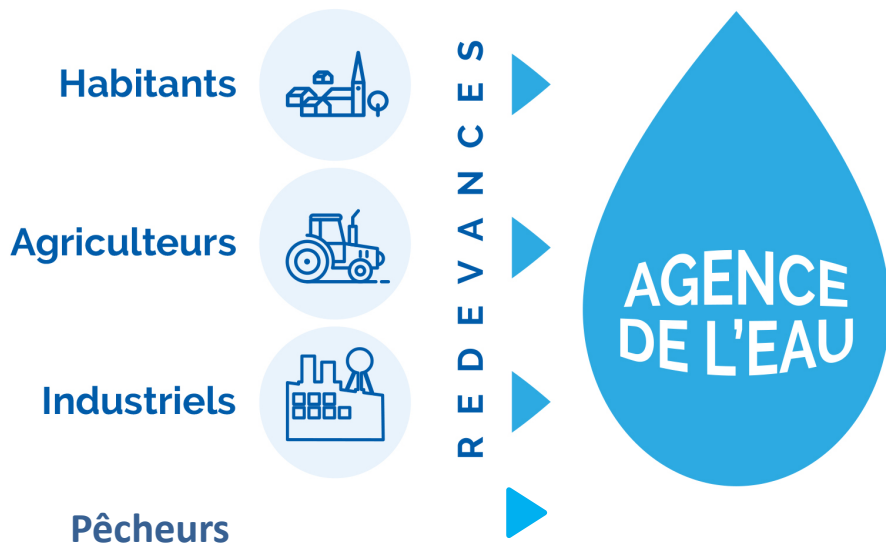 Habitants
Agriculteurs
Industriels
Pêcheurs
REDEVANCES
AGENCE
DE L'EAU